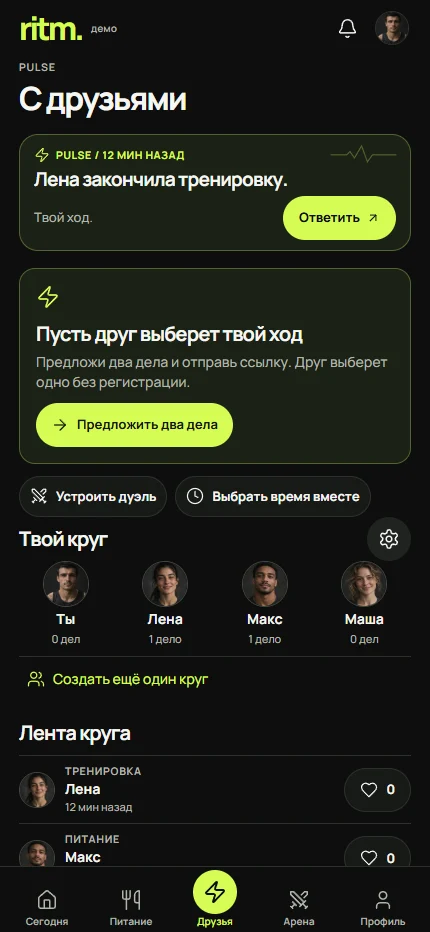 ritm. демо
PULSE
С друзьями
PULSE / 12 МИН НАЗАД
Лена закончила тренировку.
Твой ход.
Ответить
Пусть друг выберет твой ход
Предложи два дела и отправь ссылку. Друг выберет
одно без регистрации.
Предложить два дела
Устроить дуэль
Выбрать время вместе
Твой круг
Ты Лена Макс Маша
0 дел 1 дело 1 дело 0 дел
Создать ещё один круг
Лента круга
ТРЕНИРОВКА
Лена
12 мин назад
0
ПИТАНИЕ
Макс
0
Сегодня Питание Друзья Арена Профиль